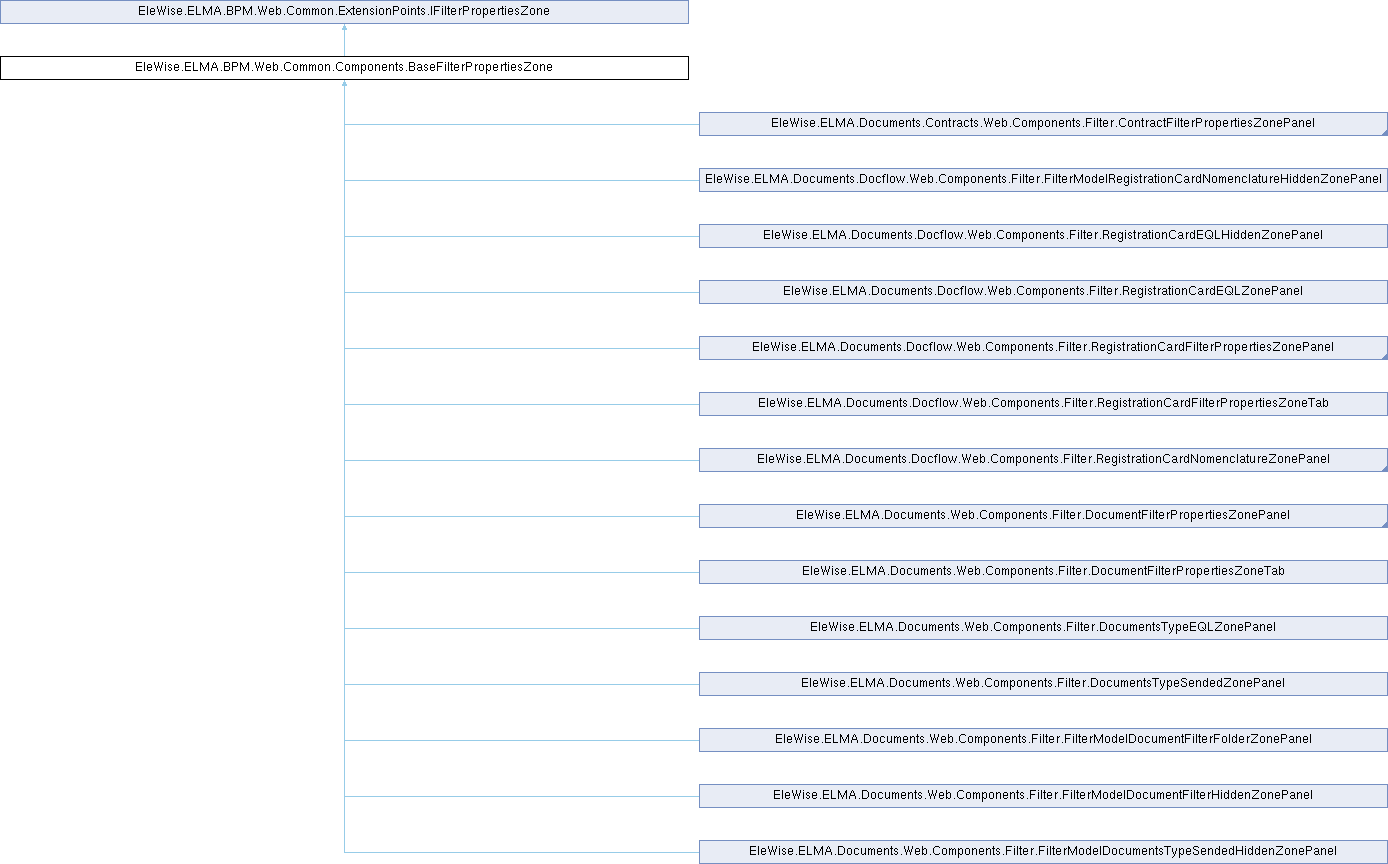 EleWise.ELMA.BPM.Web.Common.ExtensionPoints.IFilterPropertiesZone
EleWise.ELMA.BPM.Web.Common.Components.BaseFilterPropertiesZone
EleWise.ELMA.Documents.Contracts.Web.Components.Filter.ContractFilterPropertiesZonePanel
EleWise.ELMA.Documents.Docflow.Web.Components.Filter.FilterModelRegistrationCardNomenclatureHiddenZonePanel
EleWise.ELMA.Documents.Docflow.Web.Components.Filter.RegistrationCardEQLHiddenZonePanel
EleWise.ELMA.Documents.Docflow.Web.Components.Filter.RegistrationCardEQLZonePanel
EleWise.ELMA.Documents.Docflow.Web.Components.Filter.RegistrationCardFilterPropertiesZonePanel
EleWise.ELMA.Documents.Docflow.Web.Components.Filter.RegistrationCardFilterPropertiesZoneTab
EleWise.ELMA.Documents.Docflow.Web.Components.Filter.RegistrationCardNomenclatureZonePanel
EleWise.ELMA.Documents.Web.Components.Filter.DocumentFilterPropertiesZonePanel
EleWise.ELMA.Documents.Web.Components.Filter.DocumentFilterPropertiesZoneTab
EleWise.ELMA.Documents.Web.Components.Filter.DocumentsTypeEQLZonePanel
EleWise.ELMA.Documents.Web.Components.Filter.DocumentsTypeSendedZonePanel
EleWise.ELMA.Documents.Web.Components.Filter.FilterModelDocumentFilterFolderZonePanel
EleWise.ELMA.Documents.Web.Components.Filter.FilterModelDocumentFilterHiddenZonePanel
EleWise.ELMA.Documents.Web.Components.Filter.FilterModelDocumentsTypeSendedHiddenZonePanel